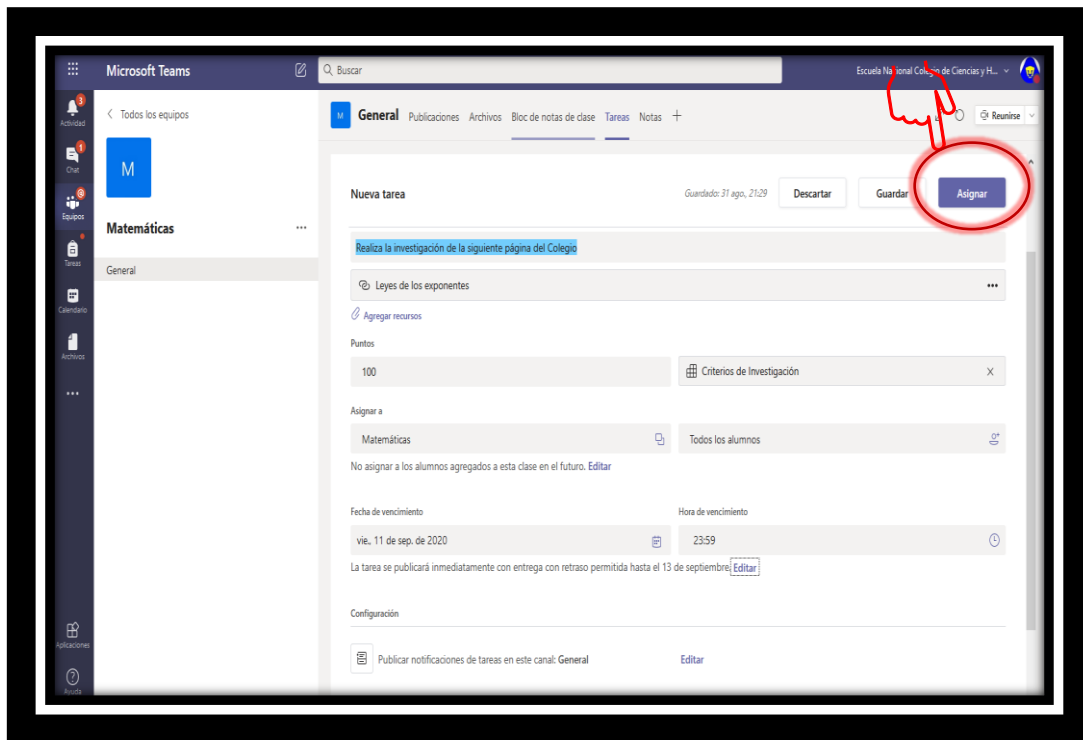 Microsoft Teams
Buscar
Escuela Nacional Colegio de Ciencias y H...
3
Actividad
1
Chat
Equipos
Tareas
Calendario
Archivos
Aplicaciones
Ayuda
Todos los equipos
M
Matemáticas
General
M
General Publicaciones Archivos Bloc de notas de clase Tareas Notas +
Reunirse
Nueva tarea
Guardado: 31 ago., 21:29
Descartar
Guardar
Asignar
Realiza la investigación de la siguiente página del Colegio
Leyes de los exponentes
Agregar recursos
Puntos
100
Criterios de Investigación
Asignar a
Matemáticas
Todos los alumnos
No asignar a los alumnos agregados a esta clase en el futuro. Editar
Fecha de vencimiento
Hora de vencimiento
vie., 11 de sep. de 2020
23:59
La tarea se publicará inmediatamente con entrega con retraso permitida hasta el 13 de septiembre. Editar
Configuración
Publicar notificaciones de tareas en este canal: General
Editar